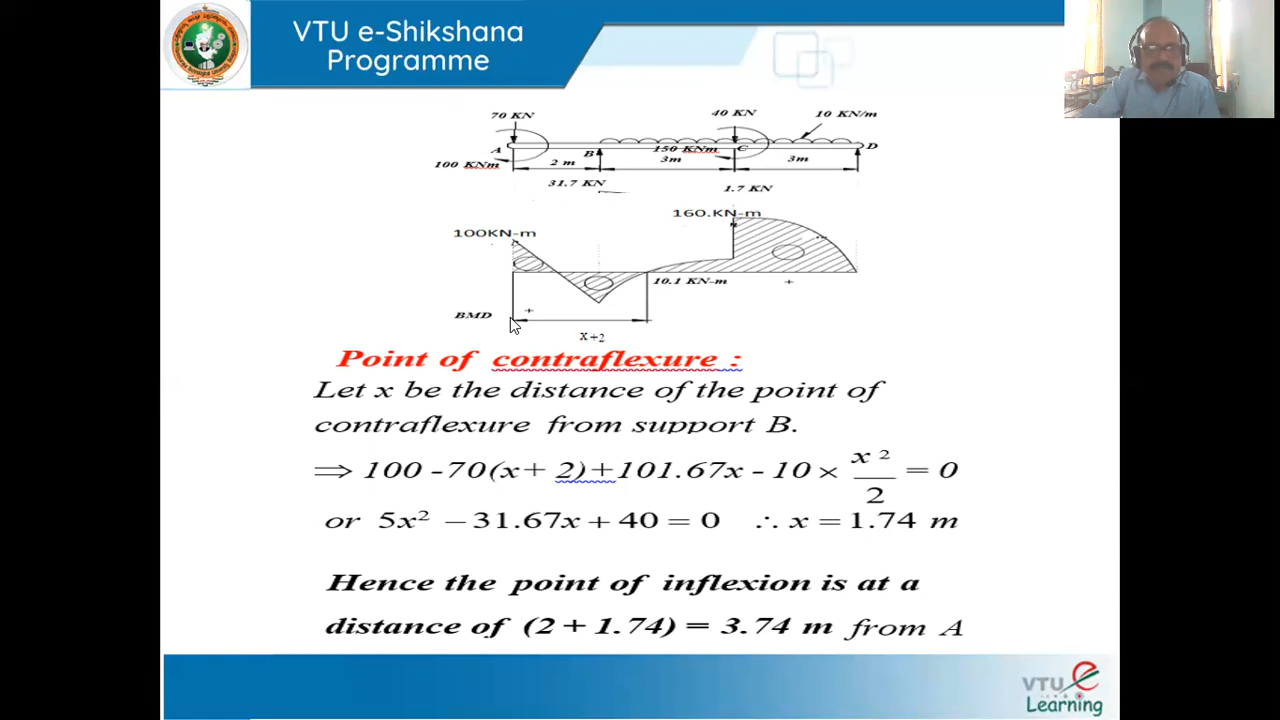 VTU e-Shikshana
Programme
70 KN
40 KN
10 KN/m
A
B
150 KNm
C
D
100 KNm
2 m
3m
3m
31.7 KN
1.7 KN
160.KN-m
100KN-m
10.1 KN-m
+
BMD
+
x+2
Point of contraflexure :
Let x be the distance of the point of
contraflexure from support B.
⟹ 100 -70(x+ 2)+101.67x - 10 × x²/2 = 0
or 5x² − 31.67x + 40 = 0 ∴ x = 1.74 m
Hence the point of inflexion is at a
distance of (2 + 1.74) = 3.74 m from A
VTU e
Learning